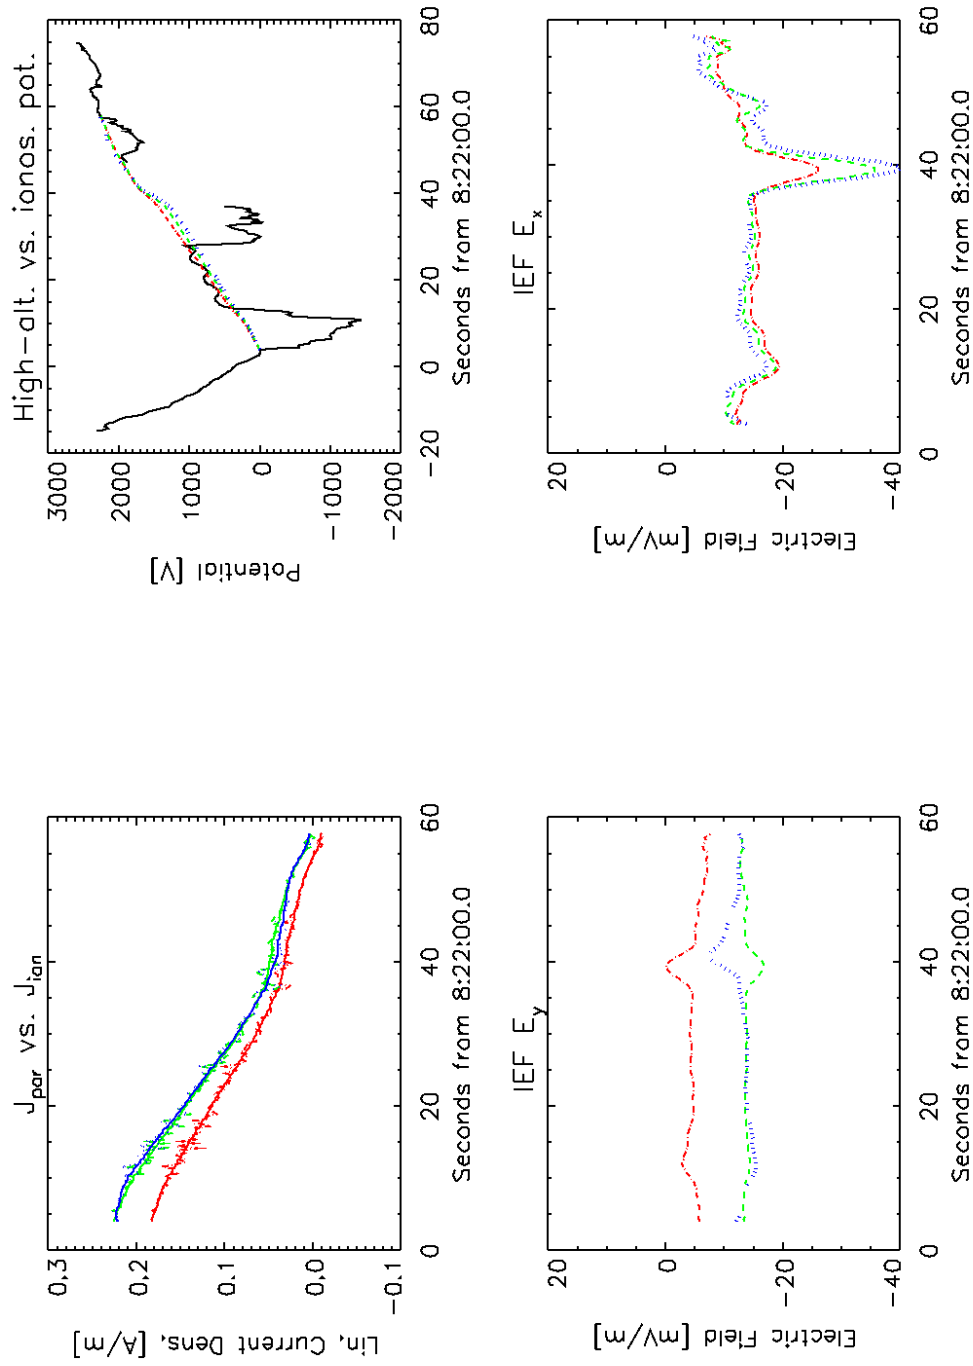 J_par vs. J_ion
Lin. Current Dens. [A/m]
0.3
0.2
0.1
0.0
-0.1
0 20 40 60
Seconds from 8:22:00.0
High-alt. vs. ionos. pot.
Potential [V]
3000
2000
1000
0
-1000
-2000
-20 0 20 40 60 80
Seconds from 8:22:00.0
IEF E_y
Electric Field [mV/m]
20
0
-20
-40
0 20 40 60
Seconds from 8:22:00.0
IEF E_x
Electric Field [mV/m]
20
0
-20
-40
0 20 40 60
Seconds from 8:22:00.0